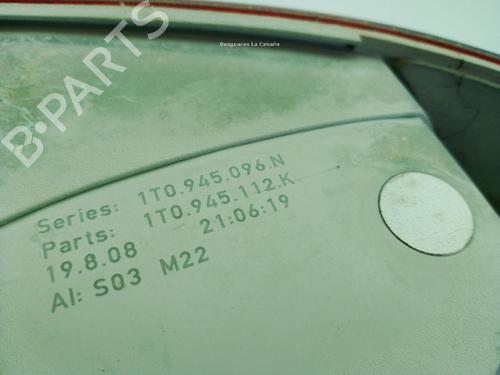 Desguaces La Cabaña
B-PARTS
Series: 1T0.945.096.N
Parts: 1T0.945.112.K
19.8.08 21:06:19
AI: S03 M22